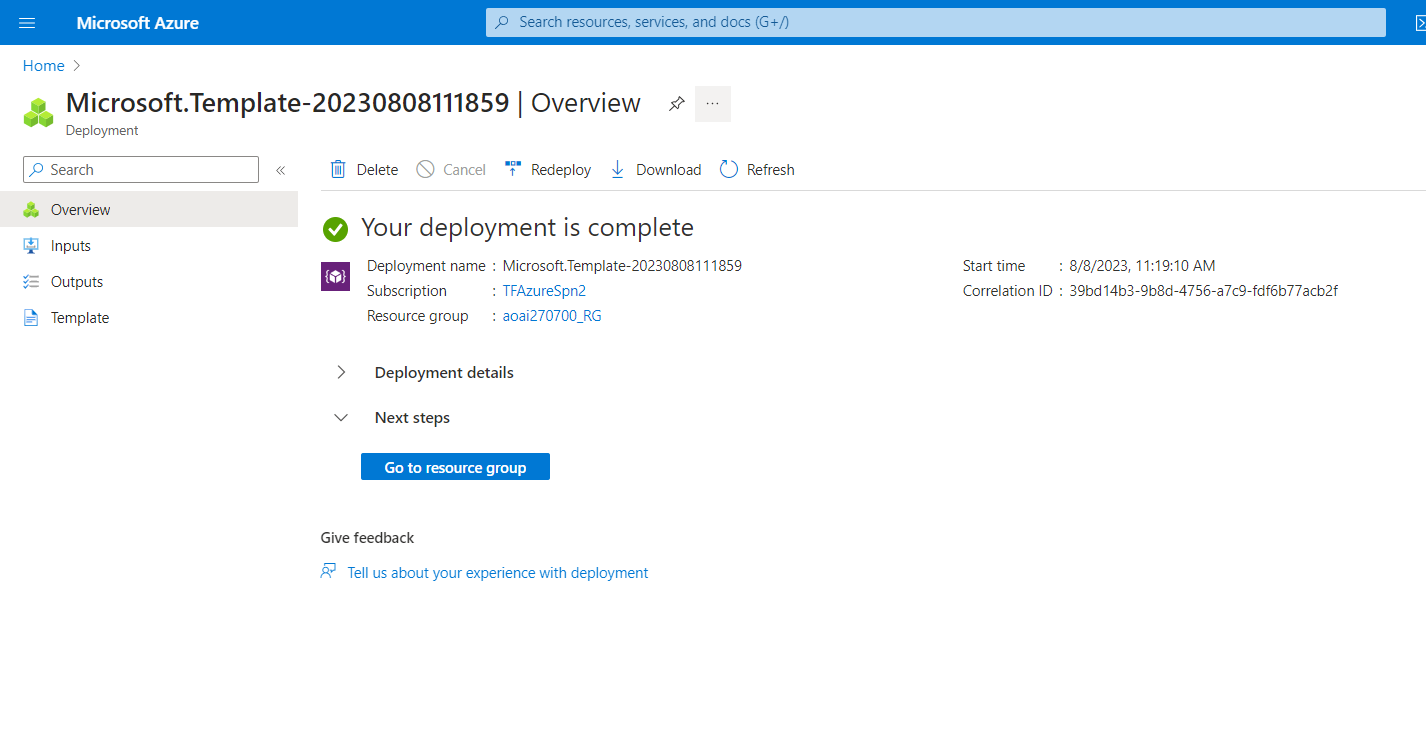 Microsoft Azure
Search resources, services, and docs (G+/)
Home
Microsoft.Template-20230808111859 | Overview
Deployment
Search
Delete Cancel Redeploy Download Refresh
Overview
Inputs
Outputs
Template
Your deployment is complete
Deployment name : Microsoft.Template-20230808111859
Subscription : TFAzureSpn2
Resource group : aoai270700_RG
Start time : 8/8/2023, 11:19:10 AM
Correlation ID : 39bd14b3-9b8d-4756-a7c9-fdf6b77acb2f
Deployment details
Next steps
Go to resource group
Give feedback
Tell us about your experience with deployment